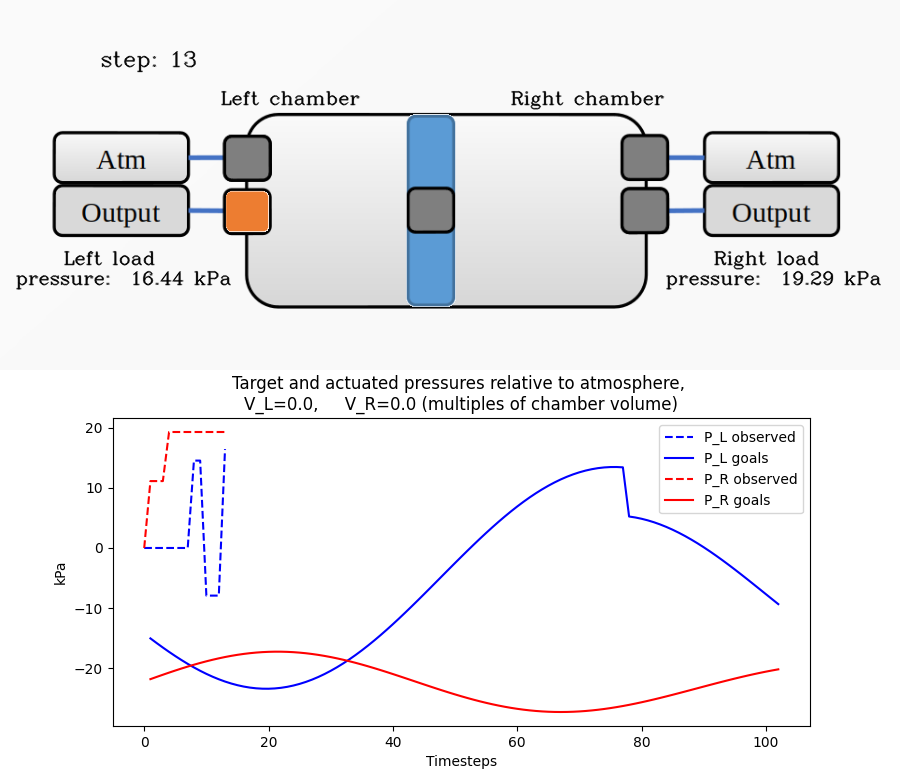 step: 13
Left chamber
Right chamber
Atm
Atm
Output
Output
Left load
pressure: 16.44 kPa
Right load
pressure: 19.29 kPa
Target and actuated pressures relative to atmosphere,
V_L=0.0, V_R=0.0 (multiples of chamber volume)
P_L observed
P_L goals
P_R observed
P_R goals
20
10
0
−10
−20
kPa
0 20 40 60 80 100
Timesteps